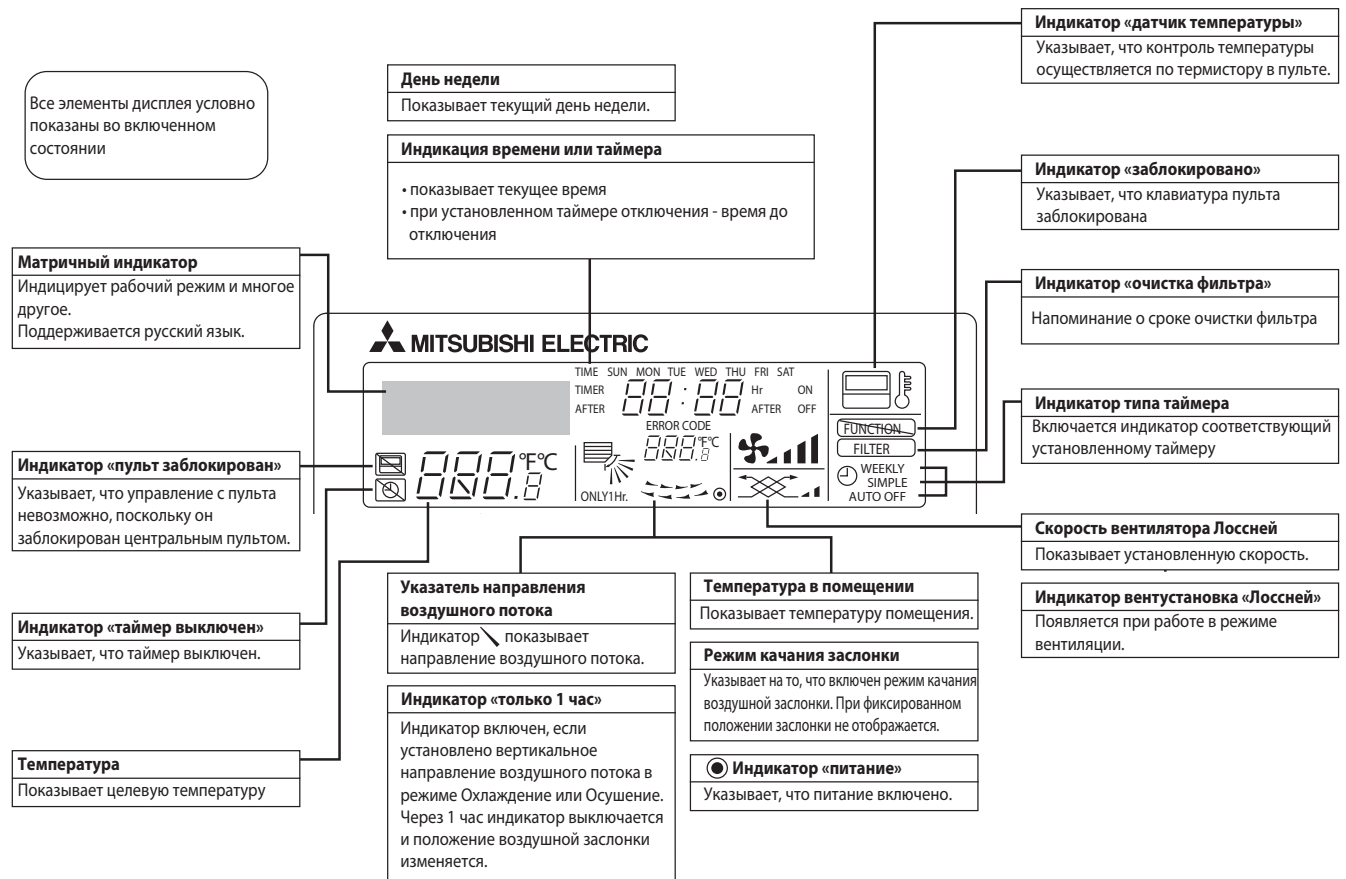 Все элементы дисплея условно
показаны во включенном
состоянии
День недели
Показывает текущий день недели.
Индикация времени или таймера
• показывает текущее время
• при установленном таймере отключения - время до
отключения
Индикатор «датчик температуры»
Указывает, что контроль температуры
осуществляется по термистору в пульте.
Индикатор «заблокировано»
Указывает, что клавиатура пульта
заблокирована
Индикатор «очистка фильтра»
Напоминание о сроке очистки фильтра
Индикатор типа таймера
Включается индикатор соответствующий
установленному таймеру
Скорость вентилятора Лоссней
Показывает установленную скорость.
Индикатор вентустановка «Лоссней»
Появляется при работе в режиме
вентиляции.
Матричный индикатор
Индицирует рабочий режим и многое
другое.
Поддерживается русский язык.
Индикатор «пульт заблокирован»
Указывает, что управление с пульта
невозможно, поскольку он
заблокирован центральным пультом.
Индикатор «таймер выключен»
Указывает, что таймер выключен.
Температура
Показывает целевую температуру
MITSUBISHI ELECTRIC
TIME SUN MON TUE WED THU FRI SAT
TIMER 88:88 Hr ON
AFTER AFTER OFF
ERROR CODE
888.8 °F°C
888.8 °F°C
ONLY1Hr.
FUNCTION
FILTER
WEEKLY
SIMPLE
AUTO OFF
Указатель направления
воздушного потока
Индикатор показывает
направление воздушного потока.
Индикатор «только 1 час»
Индикатор включен, если
установлено вертикальное
направление воздушного потока в
режиме Охлаждение или Осушение.
Через 1 час индикатор выключается
и положение воздушной заслонки
изменяется.
Температура в помещении
Показывает температуру помещения.
Режим качания заслонки
Указывает на то, что включен режим качания
воздушной заслонки. При фиксированном
положении заслонки не отображается.
Индикатор «питание»
Указывает, что питание включено.